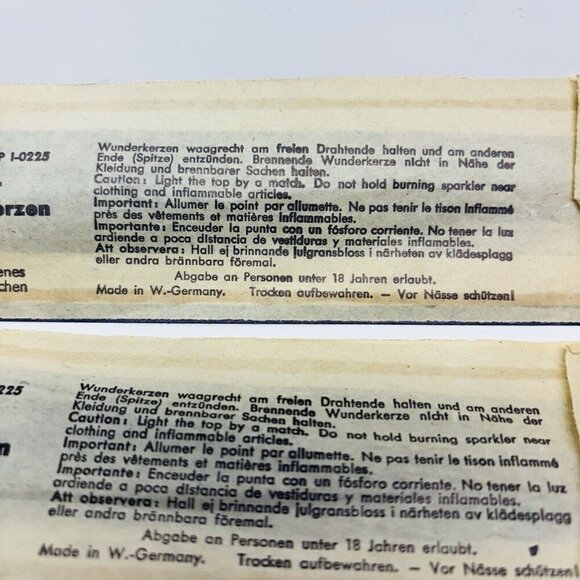 P I-0225
erzen
enes
chen
Wunderkerzen waagrecht am freien Drahtende halten und am anderen
Ende (Spitze) entzünden. Brennende Wunderkerze nicht in Nähe der
Kleidung und brennbarer Sachen halten.
Caution: Light the top by a match. Do not hold burning sparkler near
clothing and inflammable articles.
Important: Allumer le point par allumette. Ne pas tenir le tison inflammé
près des vêtements et matières inflammables.
Importante: Enceuder la punta con un fósforo corriente. No tener la luz
ardiende a poca distancia de vestiduras y materiales inflamables.
Att observera: Hall ej brinnande julgransbloss i närheten av klädesplagg
eller andra brännbara föremal.
Abgabe an Personen unter 18 Jahren erlaubt.
Made in W.-Germany. Trocken aufbewahren. — Vor Nässe schützen!
225
n
Wunderkerzen waagrecht am freien Drahtende halten und am anderen
Ende (Spitze) entzünden. Brennende Wunderkerze nicht in Nähe der
Kleidung und brennbarer Sachen halten.
Caution: Light the top by a match. Do not hold burning sparkler near
clothing and inflammable articles.
Important: Allumer le point par allumette. Ne pas tenir le tison inflammé
près des vêtements et matières inflammables.
Importante: Enceuder la punta con un fósforo corriente. No tener la luz
ardiende a poca distancia de vestiduras y materiales inflamables.
Att observera: Hall ej brinnande julgransbloss i närheten av klädesplagg
eller andra brännbara föremal.
Abgabe an Personen unter 18 Jahren erlaubt.
Made in W.-Germany. Trocken aufbewahren. — Vor Nässe schützen!